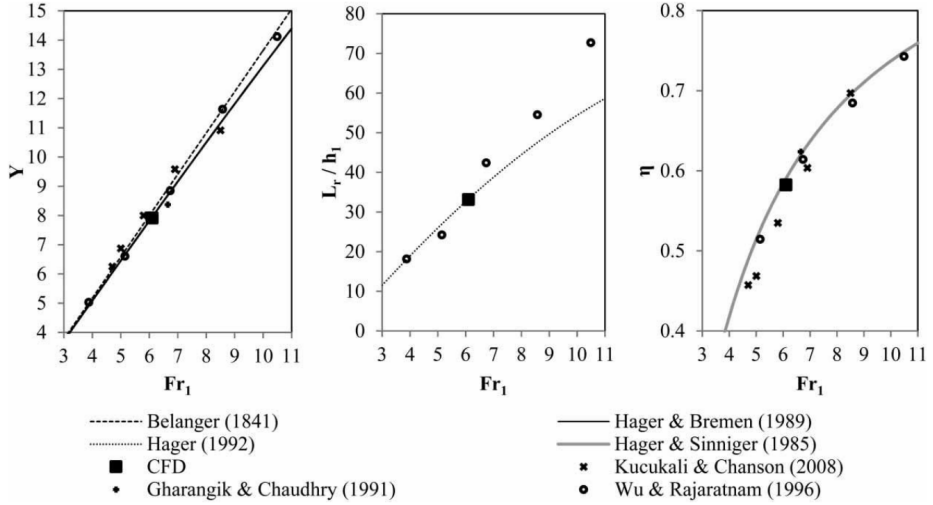 15
14
13
12
11
10
9
8
7
6
5
4
Y
3 4 5 6 7 8 9 10 11
Fr1
80
70
60
50
40
30
20
10
0
Lr / h1
3 4 5 6 7 8 9 10 11
Fr1
0.8
0.7
0.6
0.5
0.4
η
3 4 5 6 7 8 9 10 11
Fr1
Belanger (1841)
Hager (1992)
CFD
Gharangik & Chaudhry (1991)
Hager & Bremen (1989)
Hager & Sinniger (1985)
Kucukali & Chanson (2008)
Wu & Rajaratnam (1996)